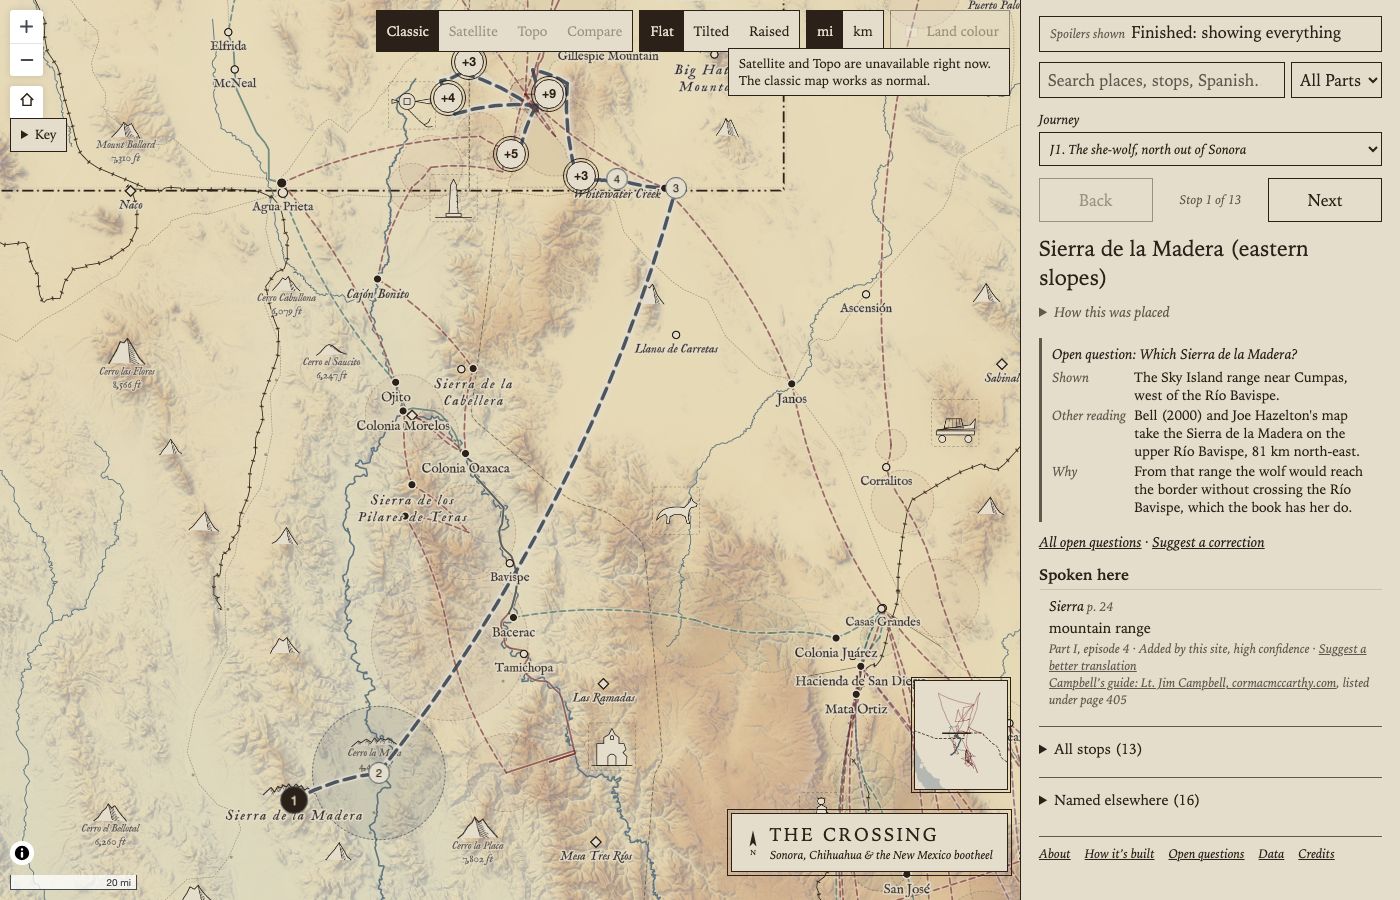 Puerto Palo
Classic
Satellite
Topo
Compare
Flat
Tilted
Raised
mi
km
Land colour
Satellite and Topo are unavailable right now.
The classic map works as normal.
+
−
Key
Elfrida
McNeal
Gillespie Mountain
Big Hat
Mount
+3
+4
+9
+5
+3
4
3
Mount Ballard
7,310 ft
Whitewater Creek
Naco
Agua Prieta
Cajón Bonito
Cerro Cabullona
6,079 ft
Ascensión
Llanos de Carretas
Cerro las Flores
8,566 ft
Cerro el Saucito
6,247 ft
Sierra de la
Cabellera
Sabinal
Ojito
Janos
Colonia Morelos
Colonia Oaxaca
Corralitos
Sierra de los
Pilares de Teras
Bavispe
Bacerac
Casas Grandes
Tamichopa
Colonia Juárez
Hacienda de San Die
Las Ramadas
Mata Ortiz
Cerro la M
2
1
Sierra de la Madera
Cerro el Bellotal
6,260 ft
Cerro la Placa
7,802 ft
Mesa Tres Ríos
N
THE CROSSING
Sonora, Chihuahua & the New Mexico bootheel
San José
20 mi
Spoilers shown Finished: showing everything
Search places, stops, Spanish.
All Parts
Journey
J1. The she-wolf, north out of Sonora
Back
Stop 1 of 13
Next
Sierra de la Madera (eastern
slopes)
How this was placed
Open question: Which Sierra de la Madera?
Shown The Sky Island range near Cumpas,
west of the Río Bavispe.
Other reading Bell (2000) and Joe Hazelton's map
take the Sierra de la Madera on the
upper Río Bavispe, 81 km north-east.
Why From that range the wolf would reach
the border without crossing the Río
Bavispe, which the book has her do.
All open questions · Suggest a correction
Spoken here
Sierra p. 24
mountain range
Part I, episode 4 · Added by this site, high confidence · Suggest a
better translation
Campbell's guide: Lt. Jim Campbell, cormacmccarthy.com, listed
under page 405
All stops (13)
Named elsewhere (16)
About
How it's built
Open questions
Data
Credits